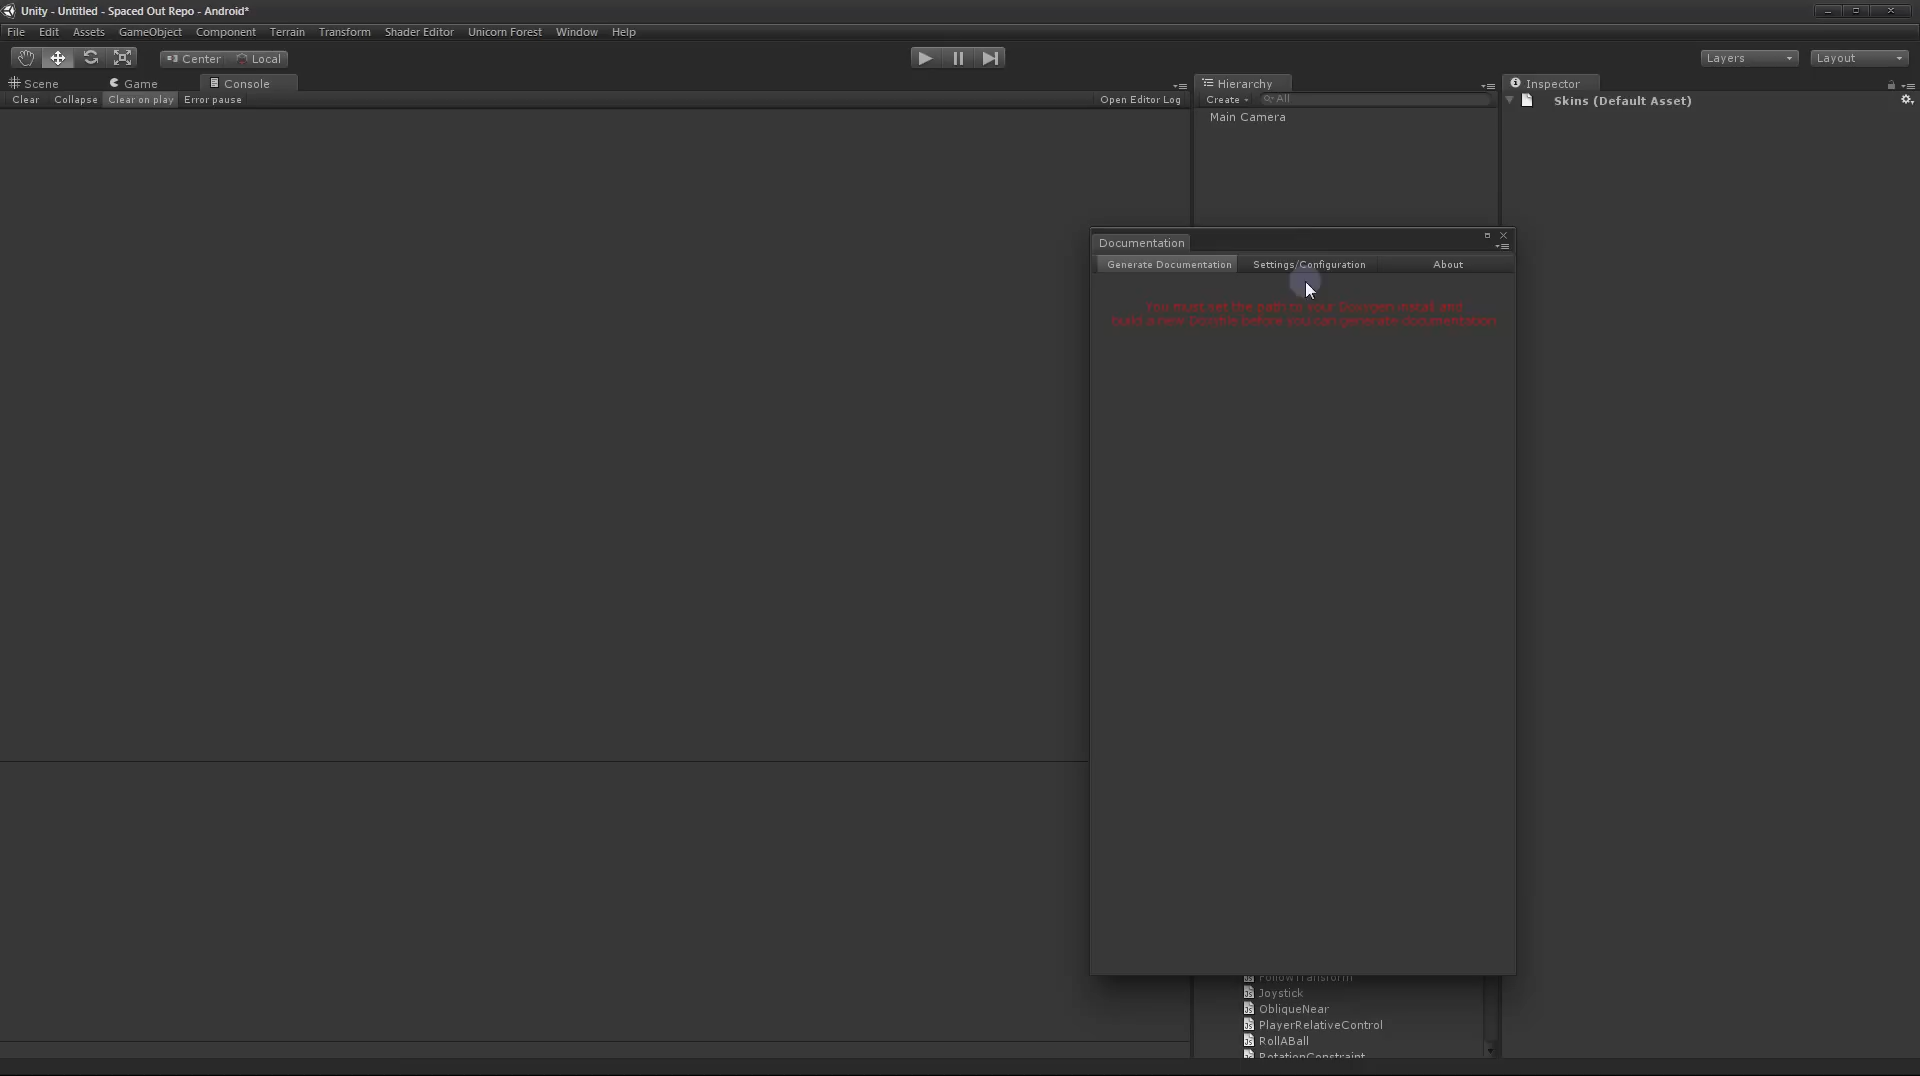 Unity - Untitled - Spaced Out Repo - Android*
File Edit Assets GameObject Component Terrain Transform Shader Editor Unicorn Forest Window Help
Center Local
Layers
Layout
Scene Game Console
Clear Collapse Clear on play Error pause
Open Editor Log
Hierarchy
Create All
Main Camera
Inspector
Skins (Default Asset)
Documentation
Generate Documentation Settings/Configuration About
You must set the path to your Doxygen install and
build a new Doxyfile before you can generate documentation
FollowTransform
Joystick
ObliqueNear
PlayerRelativeControl
RollABall
RotationConstraint